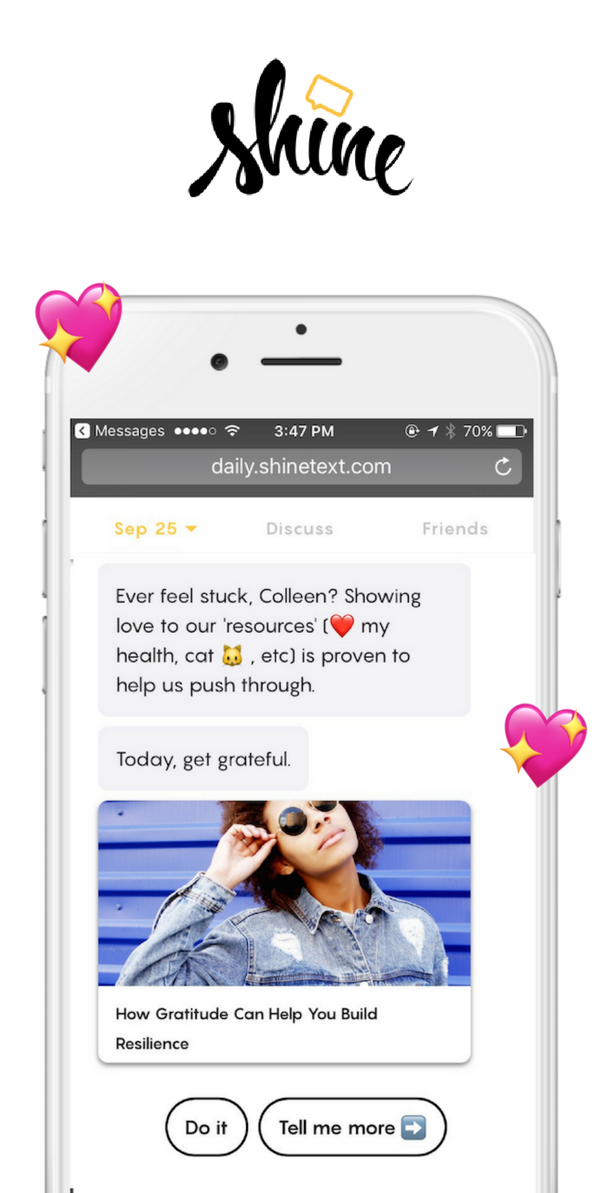 shine
Messages 3:47 PM 70%
daily.shinetext.com
Sep 25 Discuss Friends
Ever feel stuck, Colleen? Showing
love to our 'resources' (❤️ my
health, cat 🐱 , etc) is proven to
help us push through.
Today, get grateful.
How Gratitude Can Help You Build
Resilience
Do it Tell me more ➡️